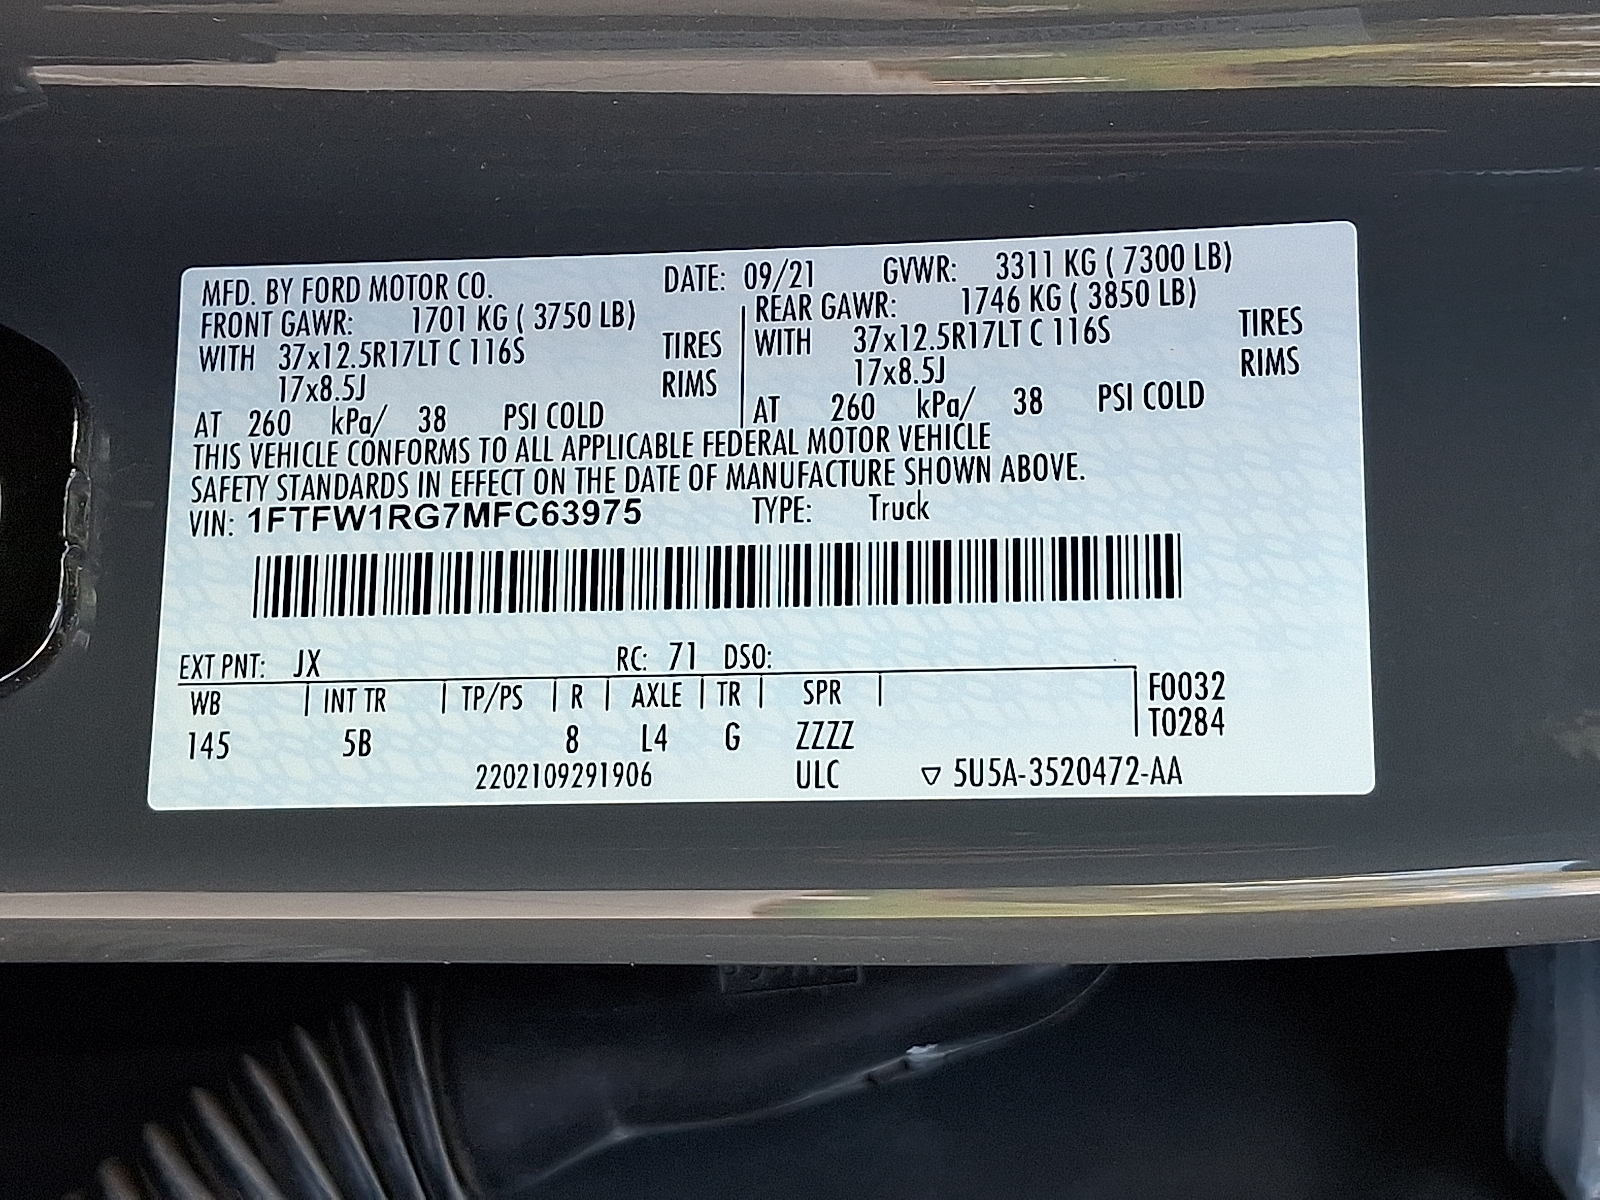 MFD. BY FORD MOTOR CO. DATE: 09/21 GVWR: 3311 KG ( 7300 LB)
FRONT GAWR: 1701 KG ( 3750 LB) REAR GAWR: 1746 KG ( 3850 LB)
WITH 37x12.5R17LT C 116S TIRES WITH 37x12.5R17LT C 116S TIRES
17x8.5J RIMS 17x8.5J RIMS
AT 260 kPa/ 38 PSI COLD AT 260 kPa/ 38 PSI COLD
THIS VEHICLE CONFORMS TO ALL APPLICABLE FEDERAL MOTOR VEHICLE
SAFETY STANDARDS IN EFFECT ON THE DATE OF MANUFACTURE SHOWN ABOVE.
VIN: 1FTFW1RG7MFC63975 TYPE: Truck
EXT PNT: JX RC: 71 DSO:
WB INT TR TP/PS R AXLE TR SPR F0032
T0284
145 5B 8 L4 G ZZZZ
2202109291906 ULC ▽ 5U5A-3520472-AA